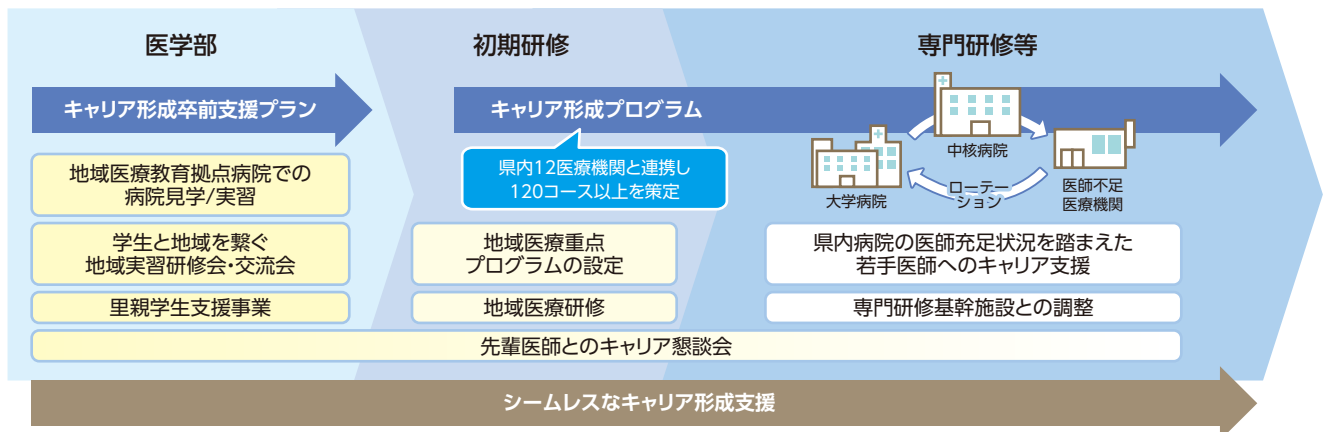 医学部
初期研修
専門研修等
キャリア形成卒前支援プラン
キャリア形成プログラム
県内12医療機関と連携し
120コース以上を策定
中核病院
大学病院
ローテー
ション
医師不足
医療機関
地域医療教育拠点病院での
病院見学/実習
学生と地域を繋ぐ
地域実習研修会・交流会
里親学生支援事業
地域医療重点
プログラムの設定
地域医療研修
県内病院の医師充足状況を踏まえた
若手医師へのキャリア支援
専門研修基幹施設との調整
先輩医師とのキャリア懇談会
シームレスなキャリア形成支援